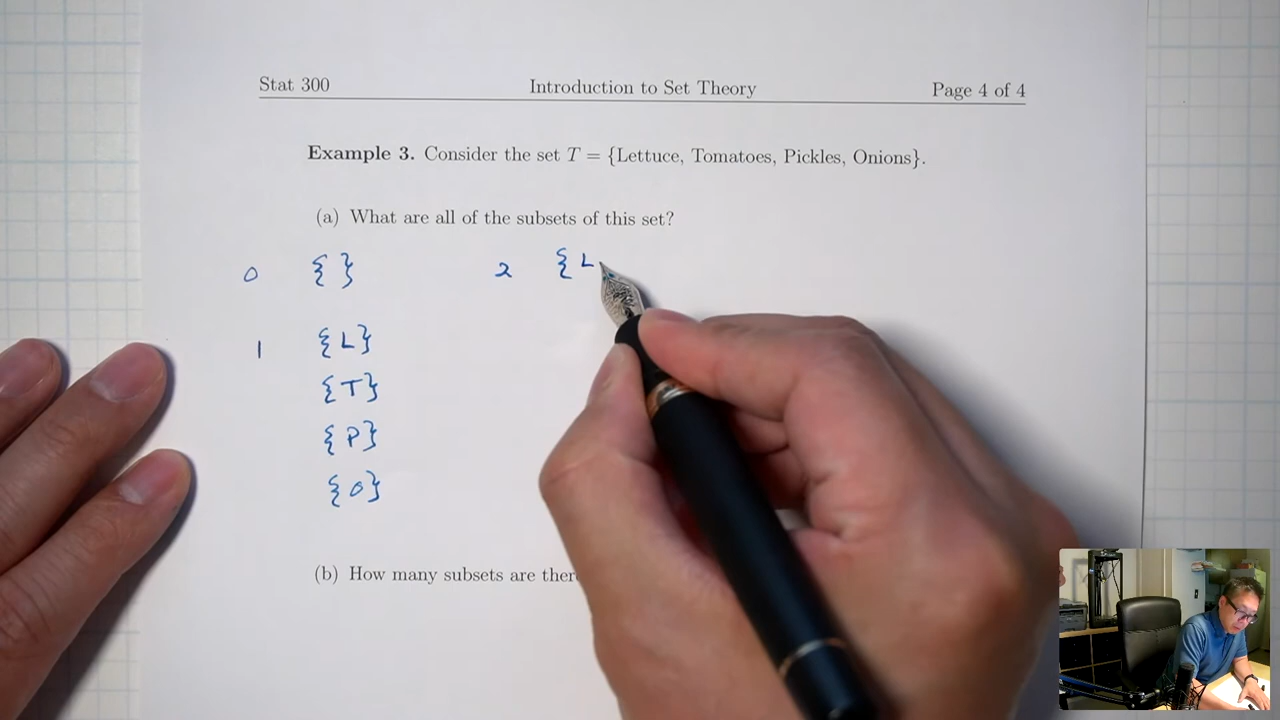 Stat 300 Introduction to Set Theory Page 4 of 4
Example 3. Consider the set T = {Lettuce, Tomatoes, Pickles, Onions}.
(a) What are all of the subsets of this set?
0 { } 2 { L
1 { L }
{ T }
{ P }
{ O }
(b) How many subsets are